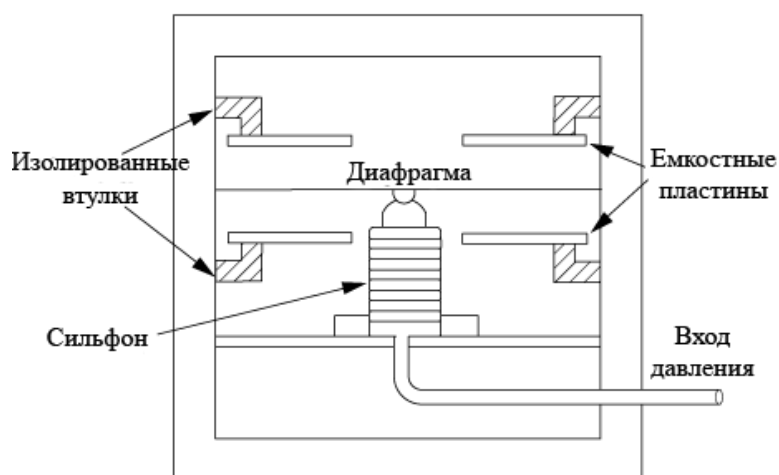 Изолированные
втулки
Диафрагма
Емкостные
пластины
Сильфон
Вход
давления